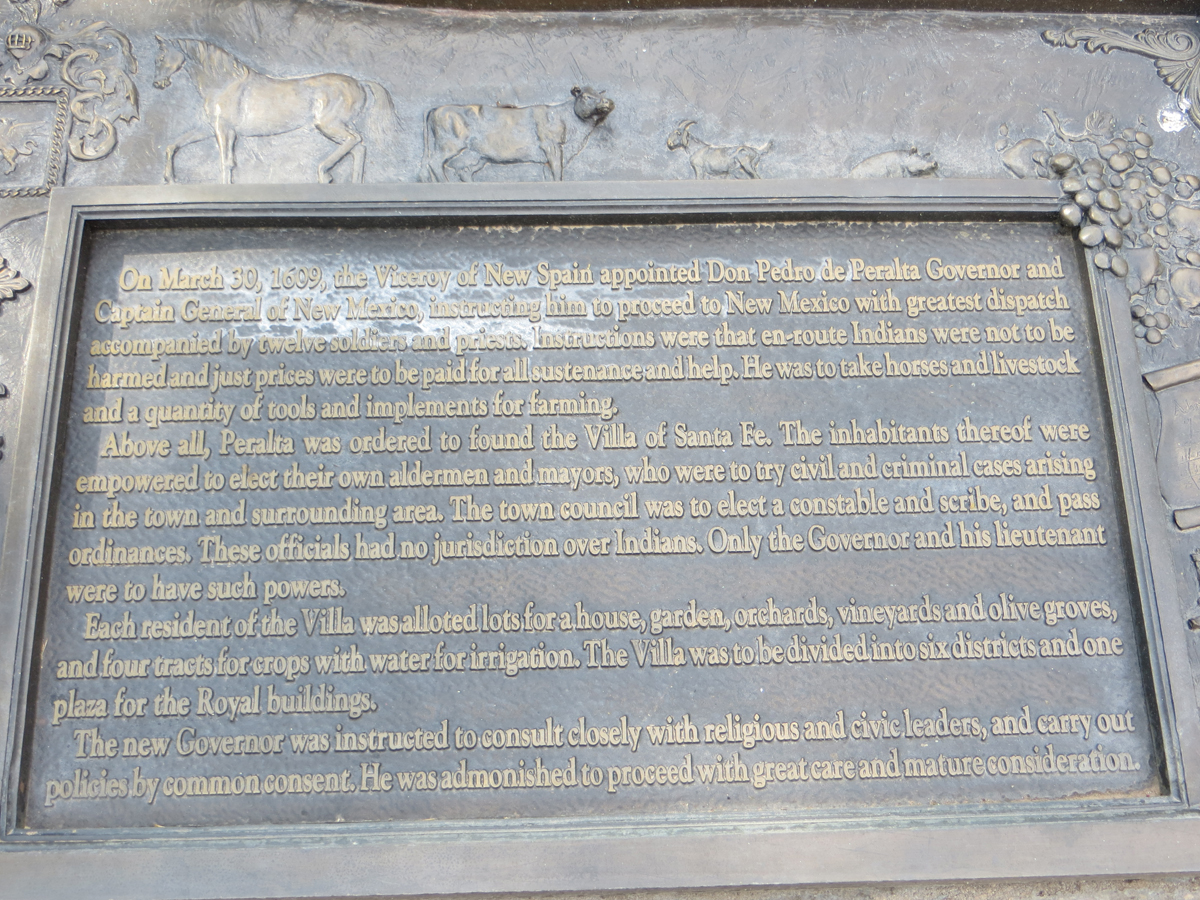 On March 30, 1609, the Viceroy of New Spain appointed Don Pedro de Peralta Governor and
Captain General of New Mexico, instructing him to proceed to New Mexico with greatest dispatch
accompanied by twelve soldiers and priests. Instructions were that en-route Indians were not to be
harmed and just prices were to be paid for all sustenance and help. He was to take horses and livestock
and a quantity of tools and implements for farming.
Above all, Peralta was ordered to found the Villa of Santa Fe. The inhabitants thereof were
empowered to elect their own aldermen and mayors, who were to try civil and criminal cases arising
in the town and surrounding area. The town council was to elect a constable and scribe, and pass
ordinances. These officials had no jurisdiction over Indians. Only the Governor and his lieutenant
were to have such powers.
Each resident of the Villa was alloted lots for a house, garden, orchards, vineyards and olive groves,
and four tracts for crops with water for irrigation. The Villa was to be divided into six districts and one
plaza for the Royal buildings.
The new Governor was instructed to consult closely with religious and civic leaders, and carry out
policies by common consent. He was admonished to proceed with great care and mature consideration.